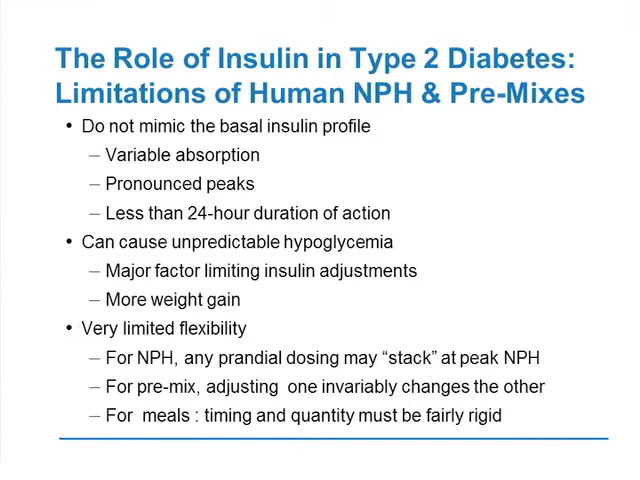 The Role of Insulin in Type 2 Diabetes:
Limitations of Human NPH & Pre-Mixes
• Do not mimic the basal insulin profile
– Variable absorption
– Pronounced peaks
– Less than 24-hour duration of action
• Can cause unpredictable hypoglycemia
– Major factor limiting insulin adjustments
– More weight gain
• Very limited flexibility
– For NPH, any prandial dosing may “stack” at peak NPH
– For pre-mix, adjusting one invariably changes the other
– For meals : timing and quantity must be fairly rigid